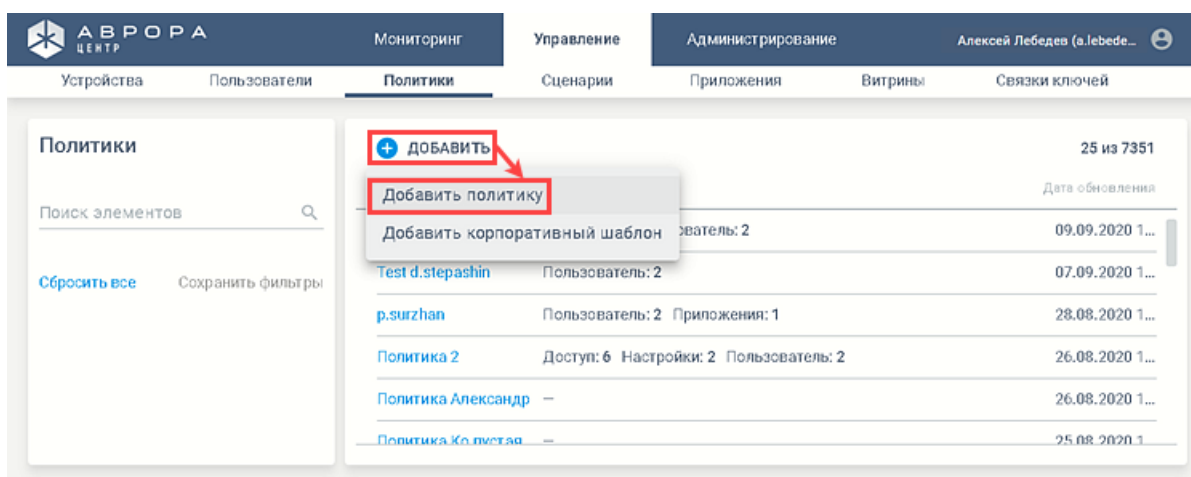 АВРОРА
ЦЕНТР
Мониторинг Управление Администрирование Алексей Лебедев (a.lebede...
Устройства Пользователи Политики Сценарии Приложения Витрины Связки ключей
Политики
ДОБАВИТЬ 25 из 7351
Добавить политику Дата обновления
Поиск элементов
Добавить корпоративный шаблон ователь: 2 09.09.2020 1...
Сбросить все Сохранить фильтры
Test d.stepashin Пользователь: 2 07.09.2020 1...
p.surzhan Пользователь: 2 Приложения: 1 28.08.2020 1...
Политика 2 Доступ: 6 Настройки: 2 Пользователь: 2 26.08.2020 1...
Политика Александр — 26.08.2020 1...
Политика — 25.08.2020 1